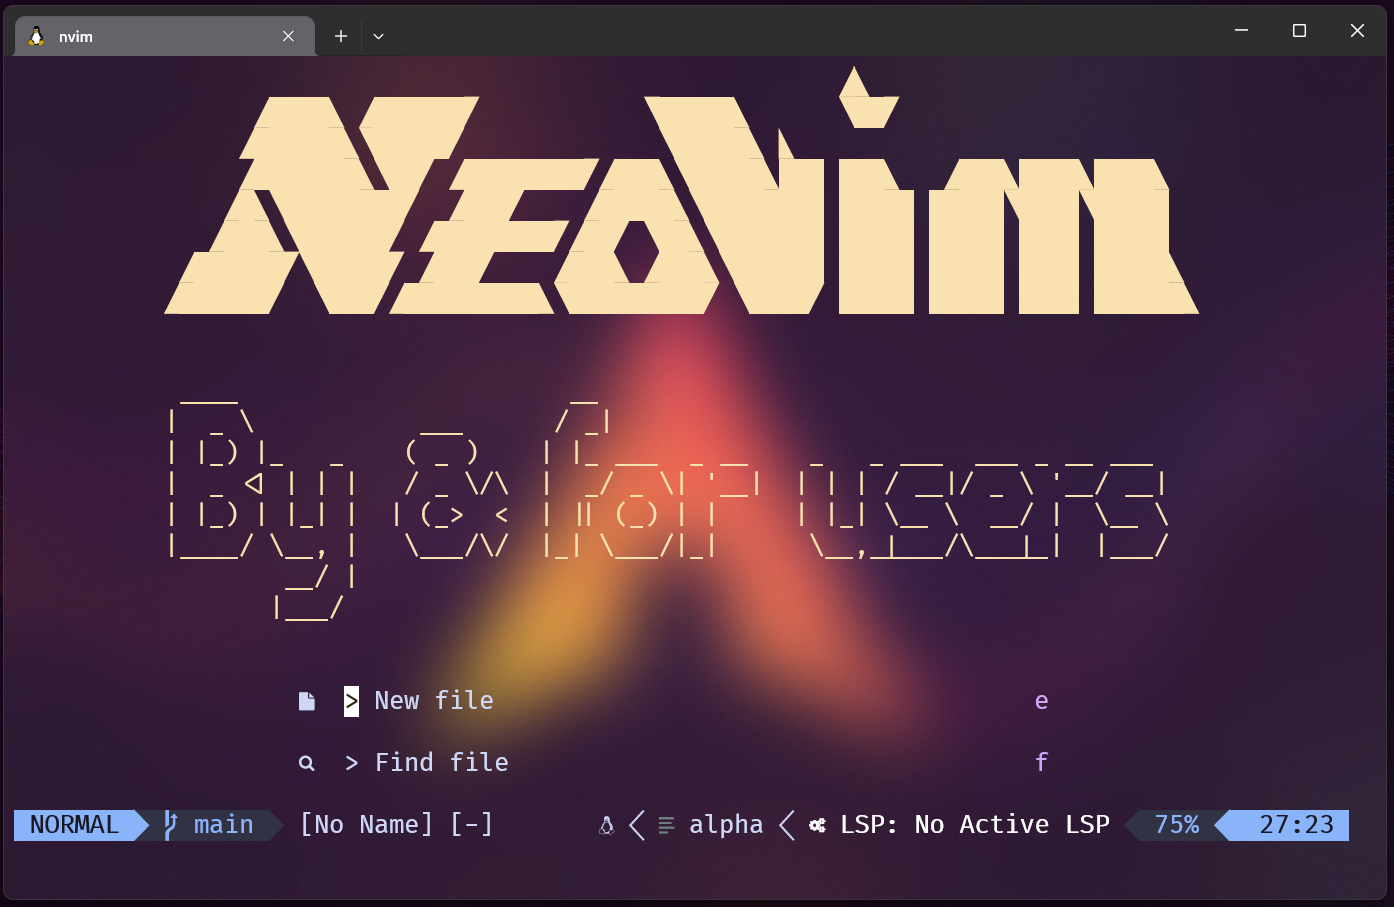 nvim
NEOVim
By & for users
> New file e
> Find file f
NORMAL main [No Name] [-] alpha LSP: No Active LSP 75% 27:23